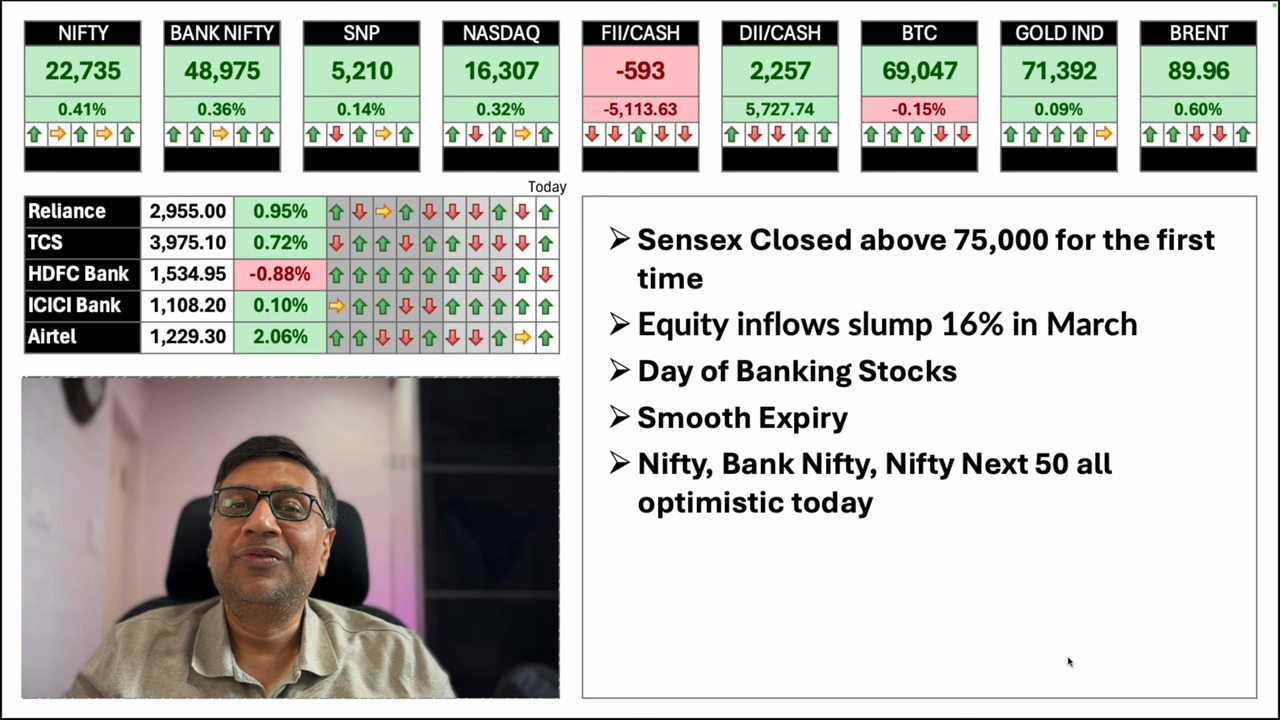 NIFTY BANK NIFTY SNP NASDAQ FII/CASH DII/CASH BTC GOLD IND BRENT
22,735 48,975 5,210 16,307 -593 2,257 69,047 71,392 89.96
0.41% 0.36% 0.14% 0.32% -5,113.63 5,727.74 -0.15% 0.09% 0.60%
Today
Reliance 2,955.00 0.95%
TCS 3,975.10 0.72%
HDFC Bank 1,534.95 -0.88%
ICICI Bank 1,108.20 0.10%
Airtel 1,229.30 2.06%
Sensex Closed above 75,000 for the first
time
Equity inflows slump 16% in March
Day of Banking Stocks
Smooth Expiry
Nifty, Bank Nifty, Nifty Next 50 all
optimistic today